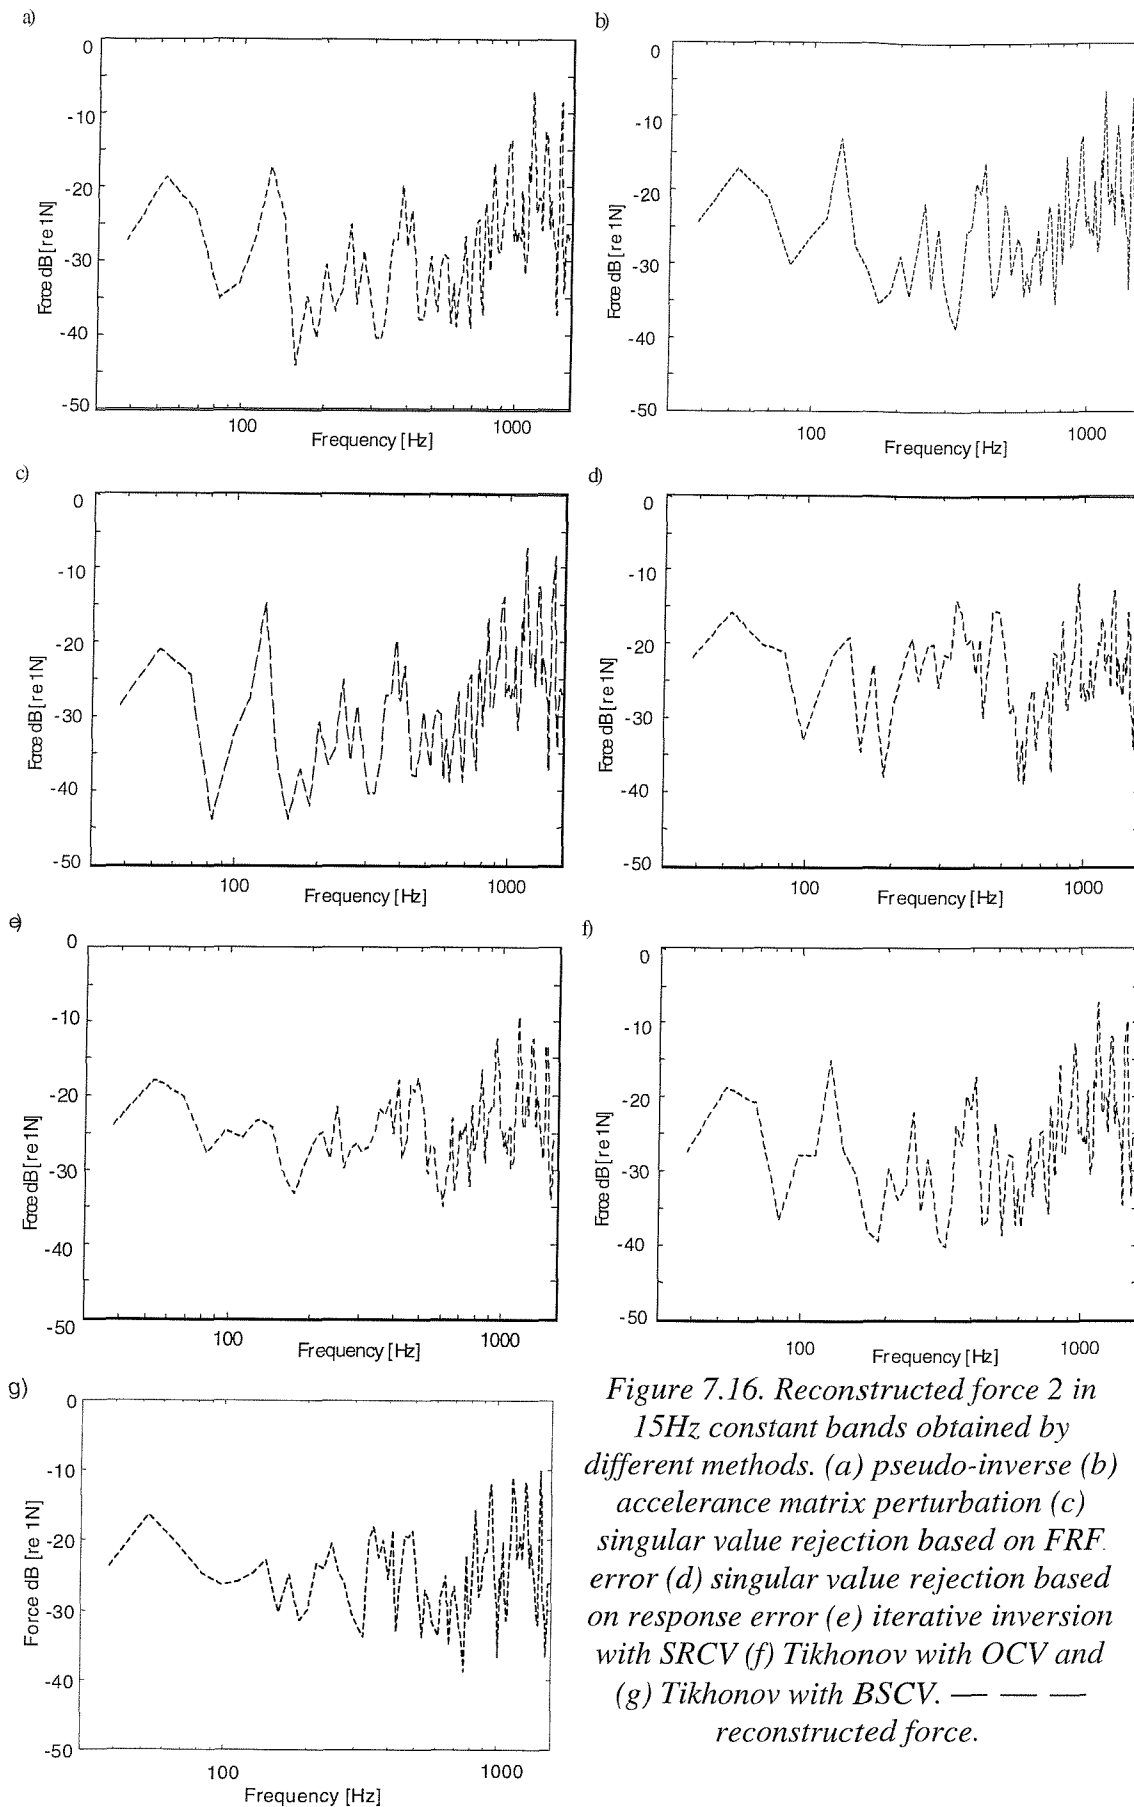 a)
0
-10
-20
-30
-40
-50
Force dB [re 1N]
100
1000
Frequency [Hz]
b)
0
-10
-20
-30
-40
-50
Force dB [re 1N]
100
1000
Frequency [Hz]
c)
0
-10
-20
-30
-40
-50
Force dB [re 1N]
100
1000
Frequency [Hz]
d)
0
-10
-20
-30
-40
-50
Force dB [re 1N]
100
1000
Frequency [Hz]
e)
0
-10
-20
-30
-40
-50
Force dB [re 1N]
100
1000
Frequency [Hz]
f)
0
-10
-20
-30
-40
-50
Force dB [re 1N]
100
1000
Frequency [Hz]
g)
0
-10
-20
-30
-40
-50
Force dB [re 1N]
100
1000
Frequency [Hz]
Figure 7.16. Reconstructed force 2 in
15Hz constant bands obtained by
different methods. (a) pseudo-inverse (b)
accelerance matrix perturbation (c)
singular value rejection based on FRF
error (d) singular value rejection based
on response error (e) iterative inversion
with SRCV (f) Tikhonov with OCV and
(g) Tikhonov with BSCV. — — —
reconstructed force.